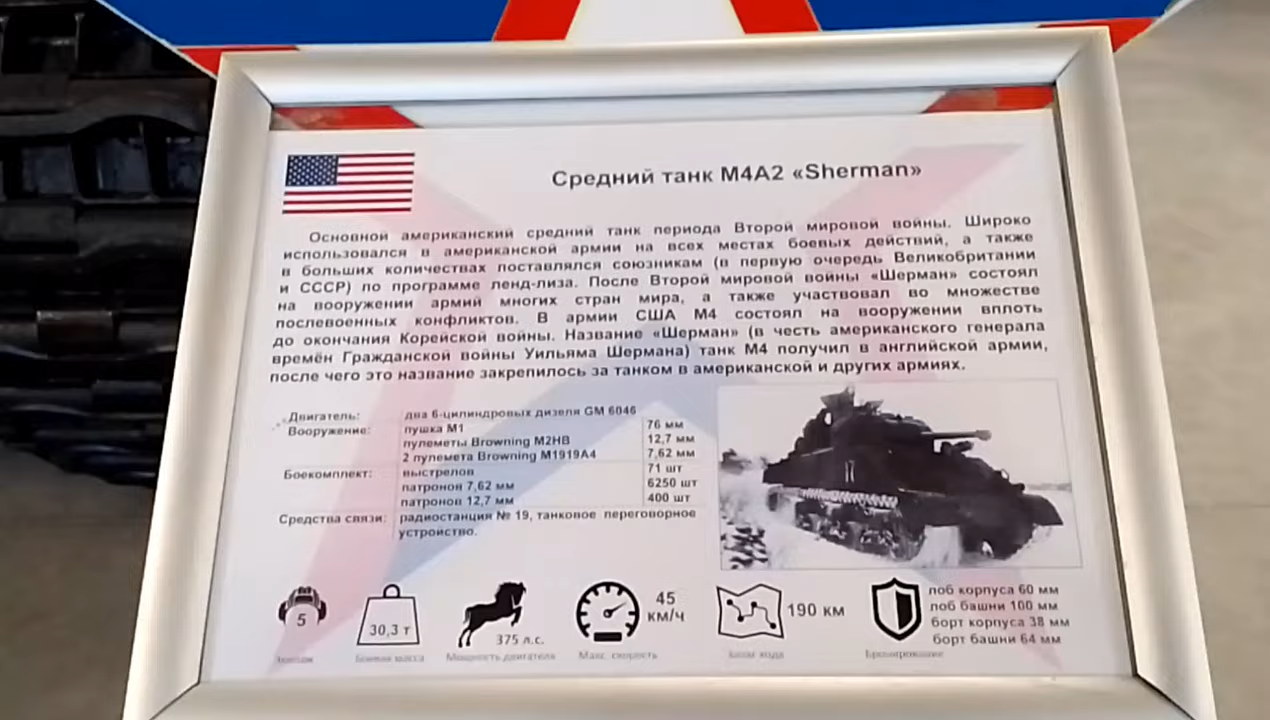 Средний танк М4А2 «Sherman»
Основной американский средний танк периода Второй мировой войны. Широко
использовался в американской армии на всех местах боевых действий, а также
в больших количествах поставлялся союзникам (в первую очередь Великобритании
и СССР) по программе ленд-лиза. После Второй мировой войны «Шерман» состоял
на вооружении армий многих стран мира, а также участвовал во множестве
послевоенных конфликтов. В армии США М4 состоял на вооружении вплоть
до окончания Корейской войны. Название «Шерман» (в честь американского генерала
времён Гражданской войны Уильяма Шермана) танк М4 получил в английской армии,
после чего это название закрепилось за танком в американской и других армиях.
Двигатель: два 6-цилиндровых дизеля GM 6046
Вооружение: пушка М1 76 мм
пулеметы Browning M2HB 12,7 мм
2 пулемета Browning M1919A4 7,62 мм
Боекомплект: выстрелов 71 шт
патронов 7,62 мм 6250 шт
патронов 12,7 мм 400 шт
Средства связи: радиостанция № 19, танковое переговорное
устройство.
5
30,3 т
375 л.с.
45
км/ч
190 км
лоб корпуса 60 мм
лоб башни 100 мм
борт корпуса 38 мм
борт башни 64 мм
Экипаж
Боевая масса
Мощность двигателя
Макс. скорость
Запас хода
Бронирование